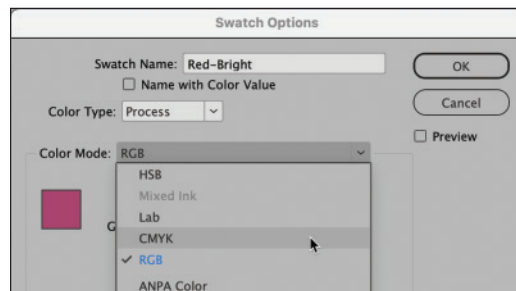 Swatch Options
Swatch Name: Red-Bright
OK
Name with Color Value
Cancel
Color Type: Process
Preview
Color Mode: RGB
HSB
Mixed Ink
Lab
G
CMYK
✓ RGB
ANPA Color